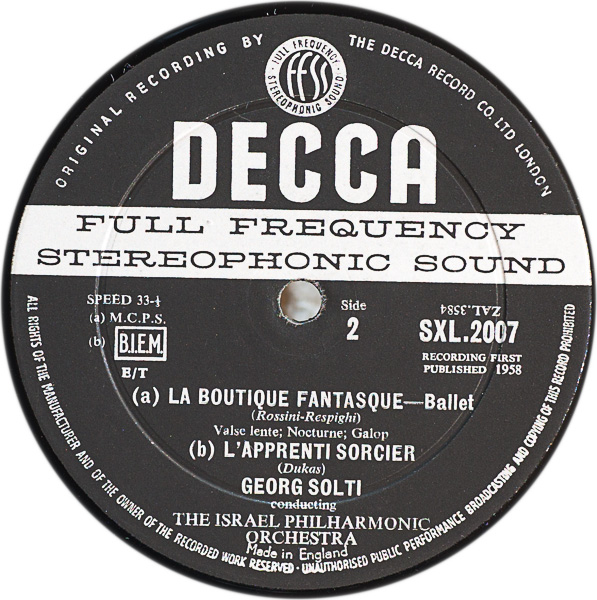 ORIGINAL RECORDING BY
THE DECCA RECORD CO. LTD LONDON
· FULL FREQUENCY ·
STEREOPHONIC SOUND
FFSS
DECCA
FULL FREQUENCY
STEREOPHONIC SOUND
SPEED 33-⅓
(a) M.C.P.S.
(b) B.I.E.M.
B/T
Side
2
ZAL.3584
SXL.2007
RECORDING FIRST
PUBLISHED 1958
(a) LA BOUTIQUE FANTASQUE—Ballet
(Rossini-Respighi)
Valse lente; Nocturne; Galop
(b) L'APPRENTI SORCIER
(Dukas)
GEORG SOLTI
conducting
THE ISRAEL PHILHARMONIC
ORCHESTRA
Made in England
ALL RIGHTS OF THE MANUFACTURER AND OF THE OWNER OF THE RECORDED WORK RESERVED · UNAUTHORISED PUBLIC PERFORMANCE BROADCASTING AND COPYING OF THIS RECORD PROHIBITED